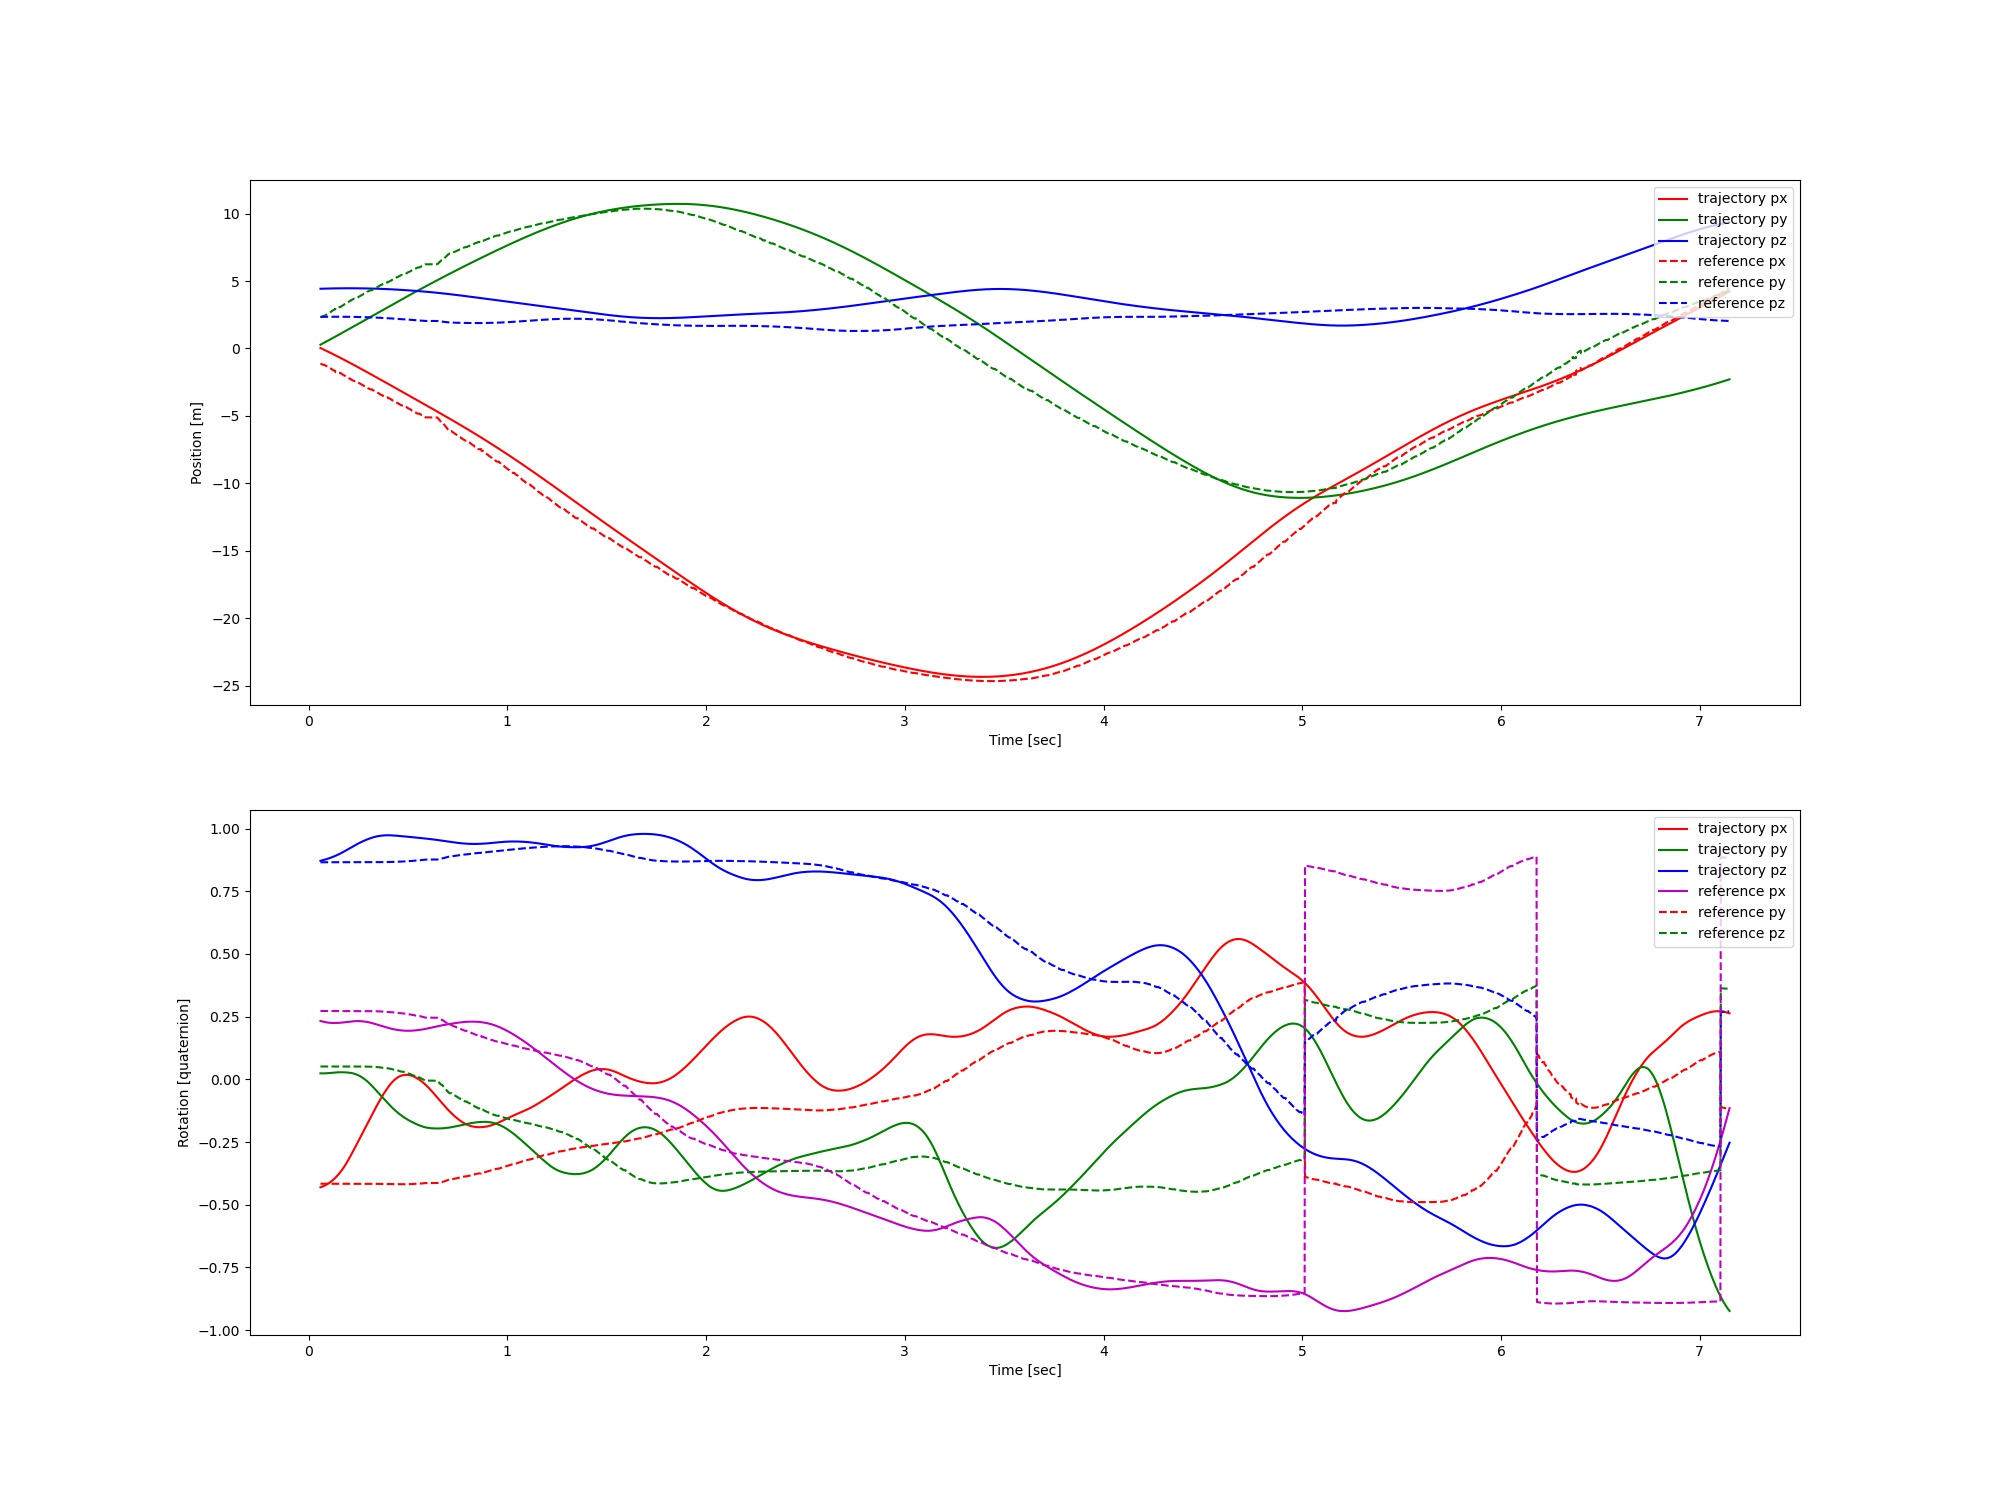 10
5
0
−5
−10
−15
−20
−25
Position [m]
0 1 2 3 4 5 6 7
Time [sec]
trajectory px
trajectory py
trajectory pz
reference px
reference py
reference pz
1.00
0.75
0.50
0.25
0.00
−0.25
−0.50
−0.75
−1.00
Rotation [quaternion]
0 1 2 3 4 5 6 7
Time [sec]
trajectory px
trajectory py
trajectory pz
reference px
reference py
reference pz